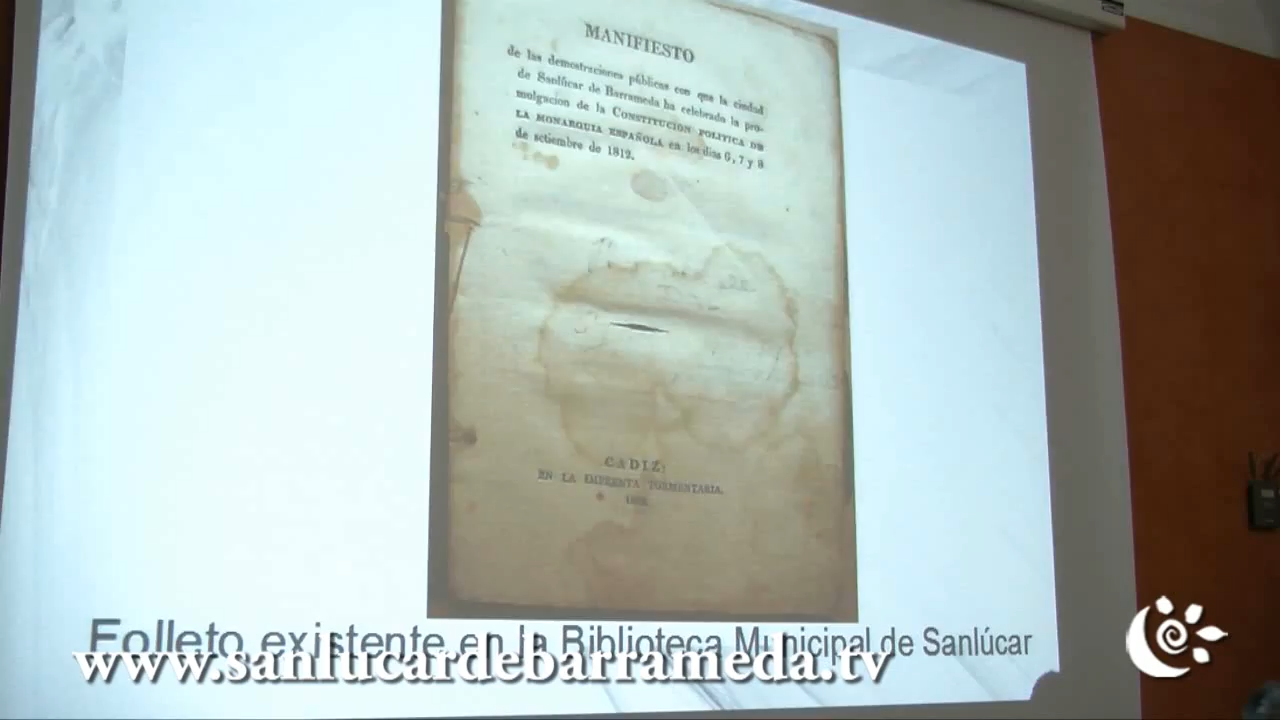 MANIFIESTO
de las demostraciones públicas con que la ciudad
de Sanlúcar de Barrameda ha celebrado la pro-
mulgacion de la CONSTITUCION POLITICA DE
LA MONARQUIA ESPAÑOLA en los dias 6, 7 y 8
de setiembre de 1812.
CADIZ:
EN LA IMPRENTA TORMENTARIA.
Folleto existente en la Biblioteca Municipal de Sanlúcar
www.sanlucardebarrameda.tv